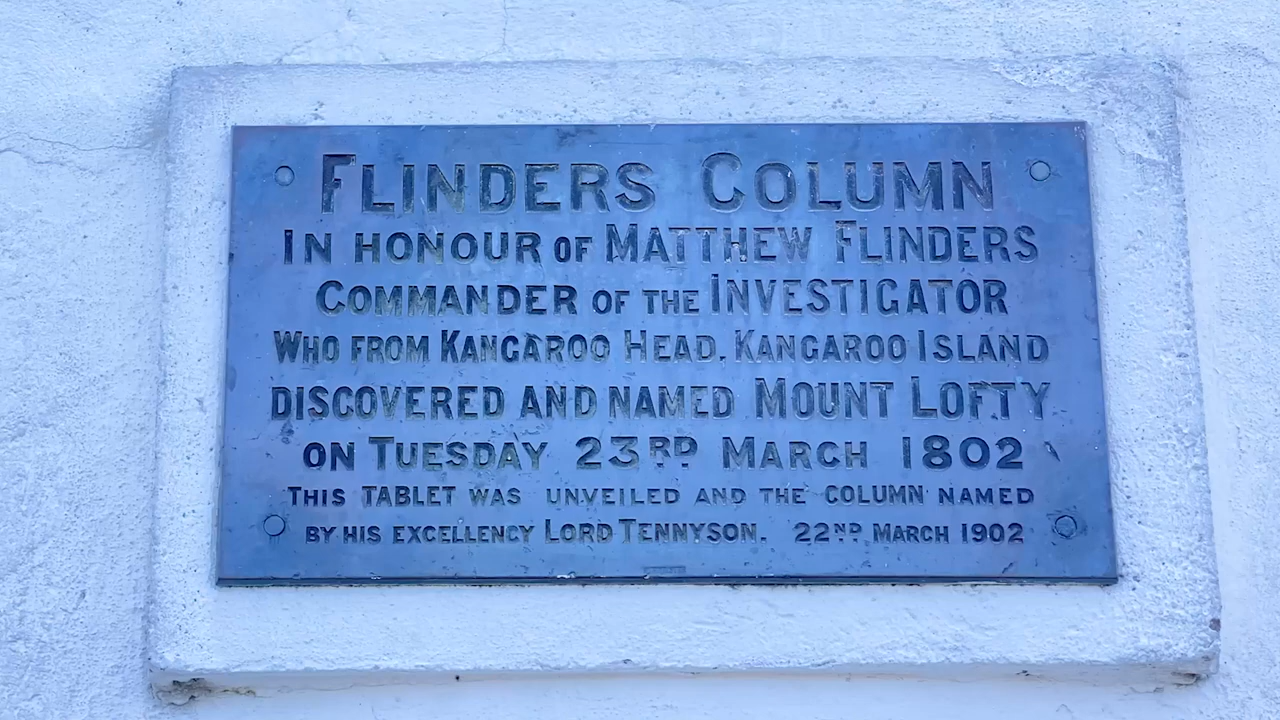 FLINDERS COLUMN
IN HONOUR OF MATTHEW FLINDERS
COMMANDER OF THE INVESTIGATOR
WHO FROM KANGAROO HEAD, KANGAROO ISLAND
DISCOVERED AND NAMED MOUNT LOFTY
ON TUESDAY 23RD MARCH 1802
THIS TABLET WAS UNVEILED AND THE COLUMN NAMED
BY HIS EXCELLENCY LORD TENNYSON. 22ND MARCH 1902